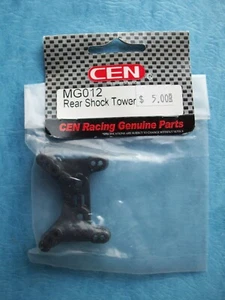 CEN
MG012
Rear Shock Tower $ 5.00
CEN Racing Genuine Parts